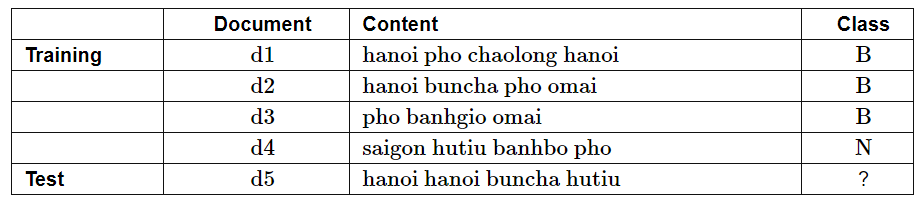 Document Content Class
Training d1 hanoi pho chaolong hanoi B
d2 hanoi buncha pho omai B
d3 pho banhgio omai B
d4 saigon hutiu banhbo pho N
Test d5 hanoi hanoi buncha hutiu ?